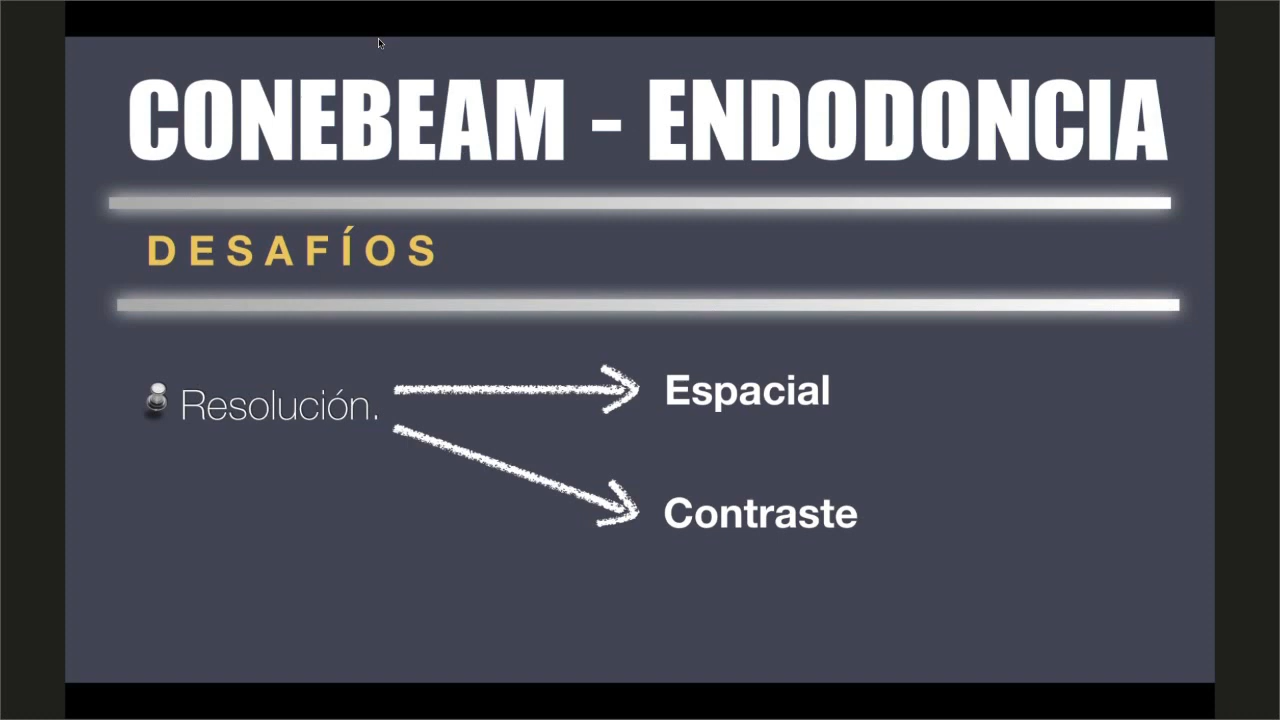 CONEBEAM - ENDODONCIA
DESAFÍOS
Resolución.
Espacial
Contraste